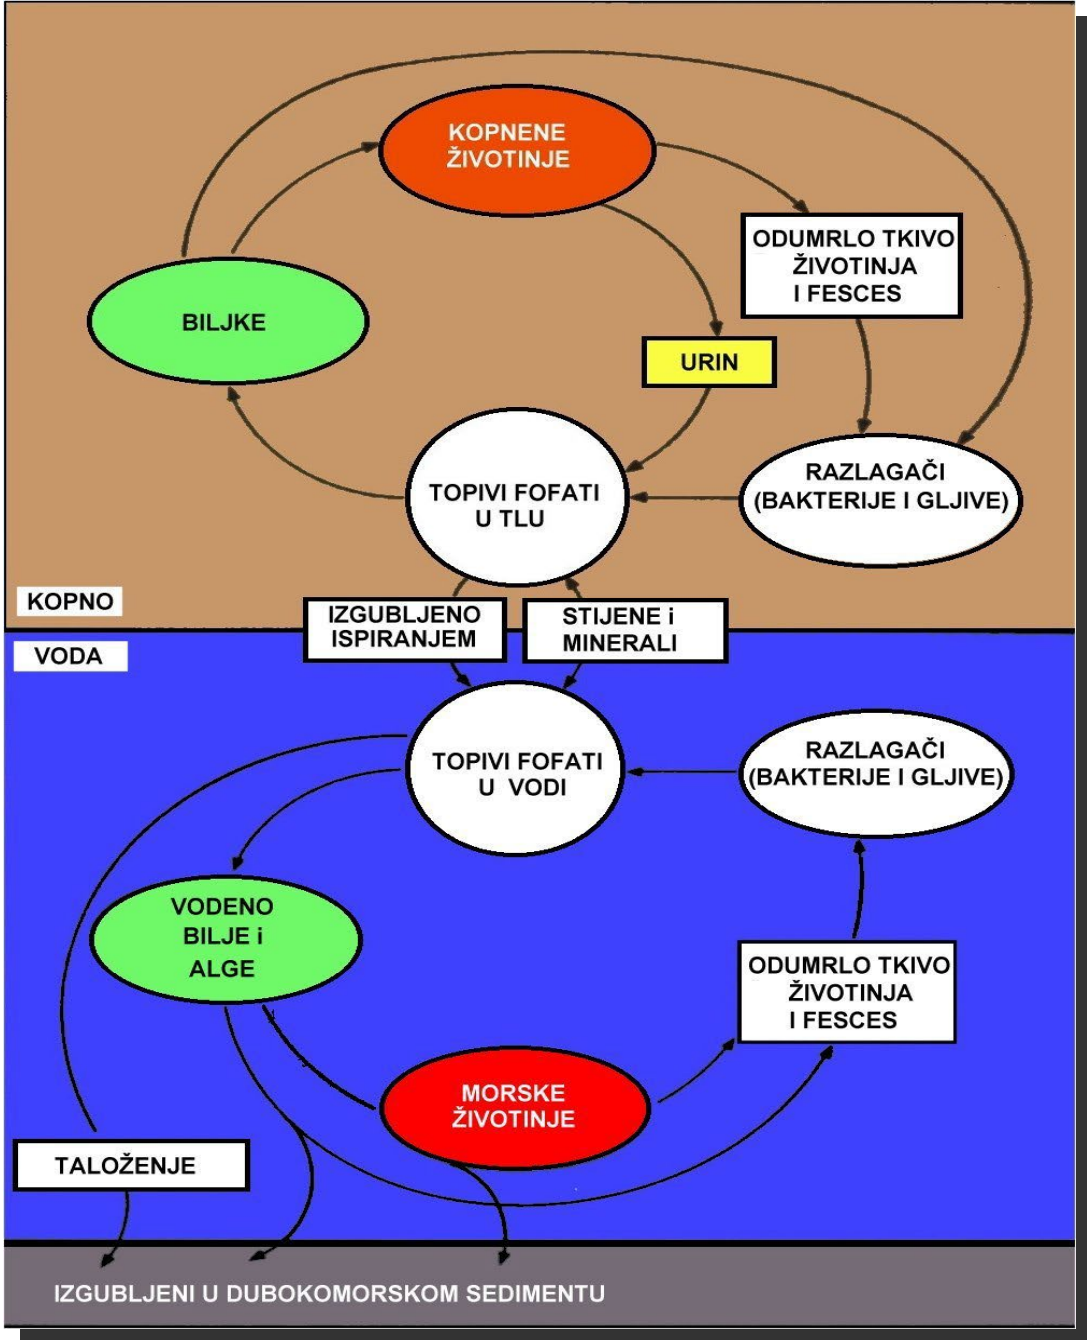 KOPNENE
ŽIVOTINJE
ODUMRLO TKIVO
ŽIVOTINJA
I FESCES
BILJKE
URIN
TOPIVI FOFATI
U TLU
RAZLAGAČI
(BAKTERIJE I GLJIVE)
KOPNO
IZGUBLJENO
ISPIRANJEM
STIJENE i
MINERALI
VODA
TOPIVI FOFATI
U VODI
RAZLAGAČI
(BAKTERIJE I GLJIVE)
VODENO
BILJE i
ALGE
ODUMRLO TKIVO
ŽIVOTINJA
I FESCES
MORSKE
ŽIVOTINJE
TALOŽENJE
IZGUBLJENI U DUBOKOMORSKOM SEDIMENTU